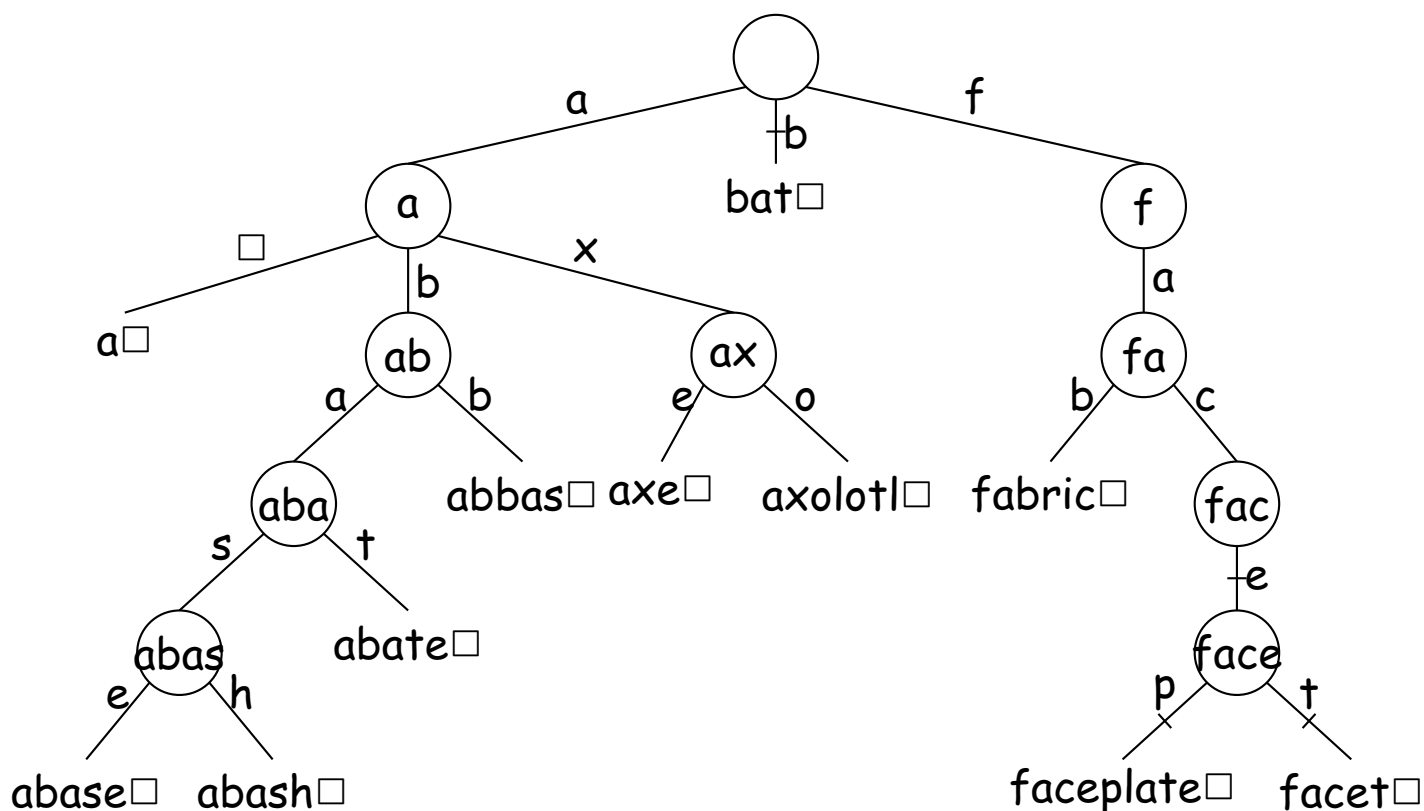 a f
b
bat□
a f
□ b x a
a□
ab ax fa
a b e o b c
abbas□ axe□ axolotl□ fabric□
aba fac
s t e
abas abate□ face
e h p t
abase□ abash□ faceplate□ facet□